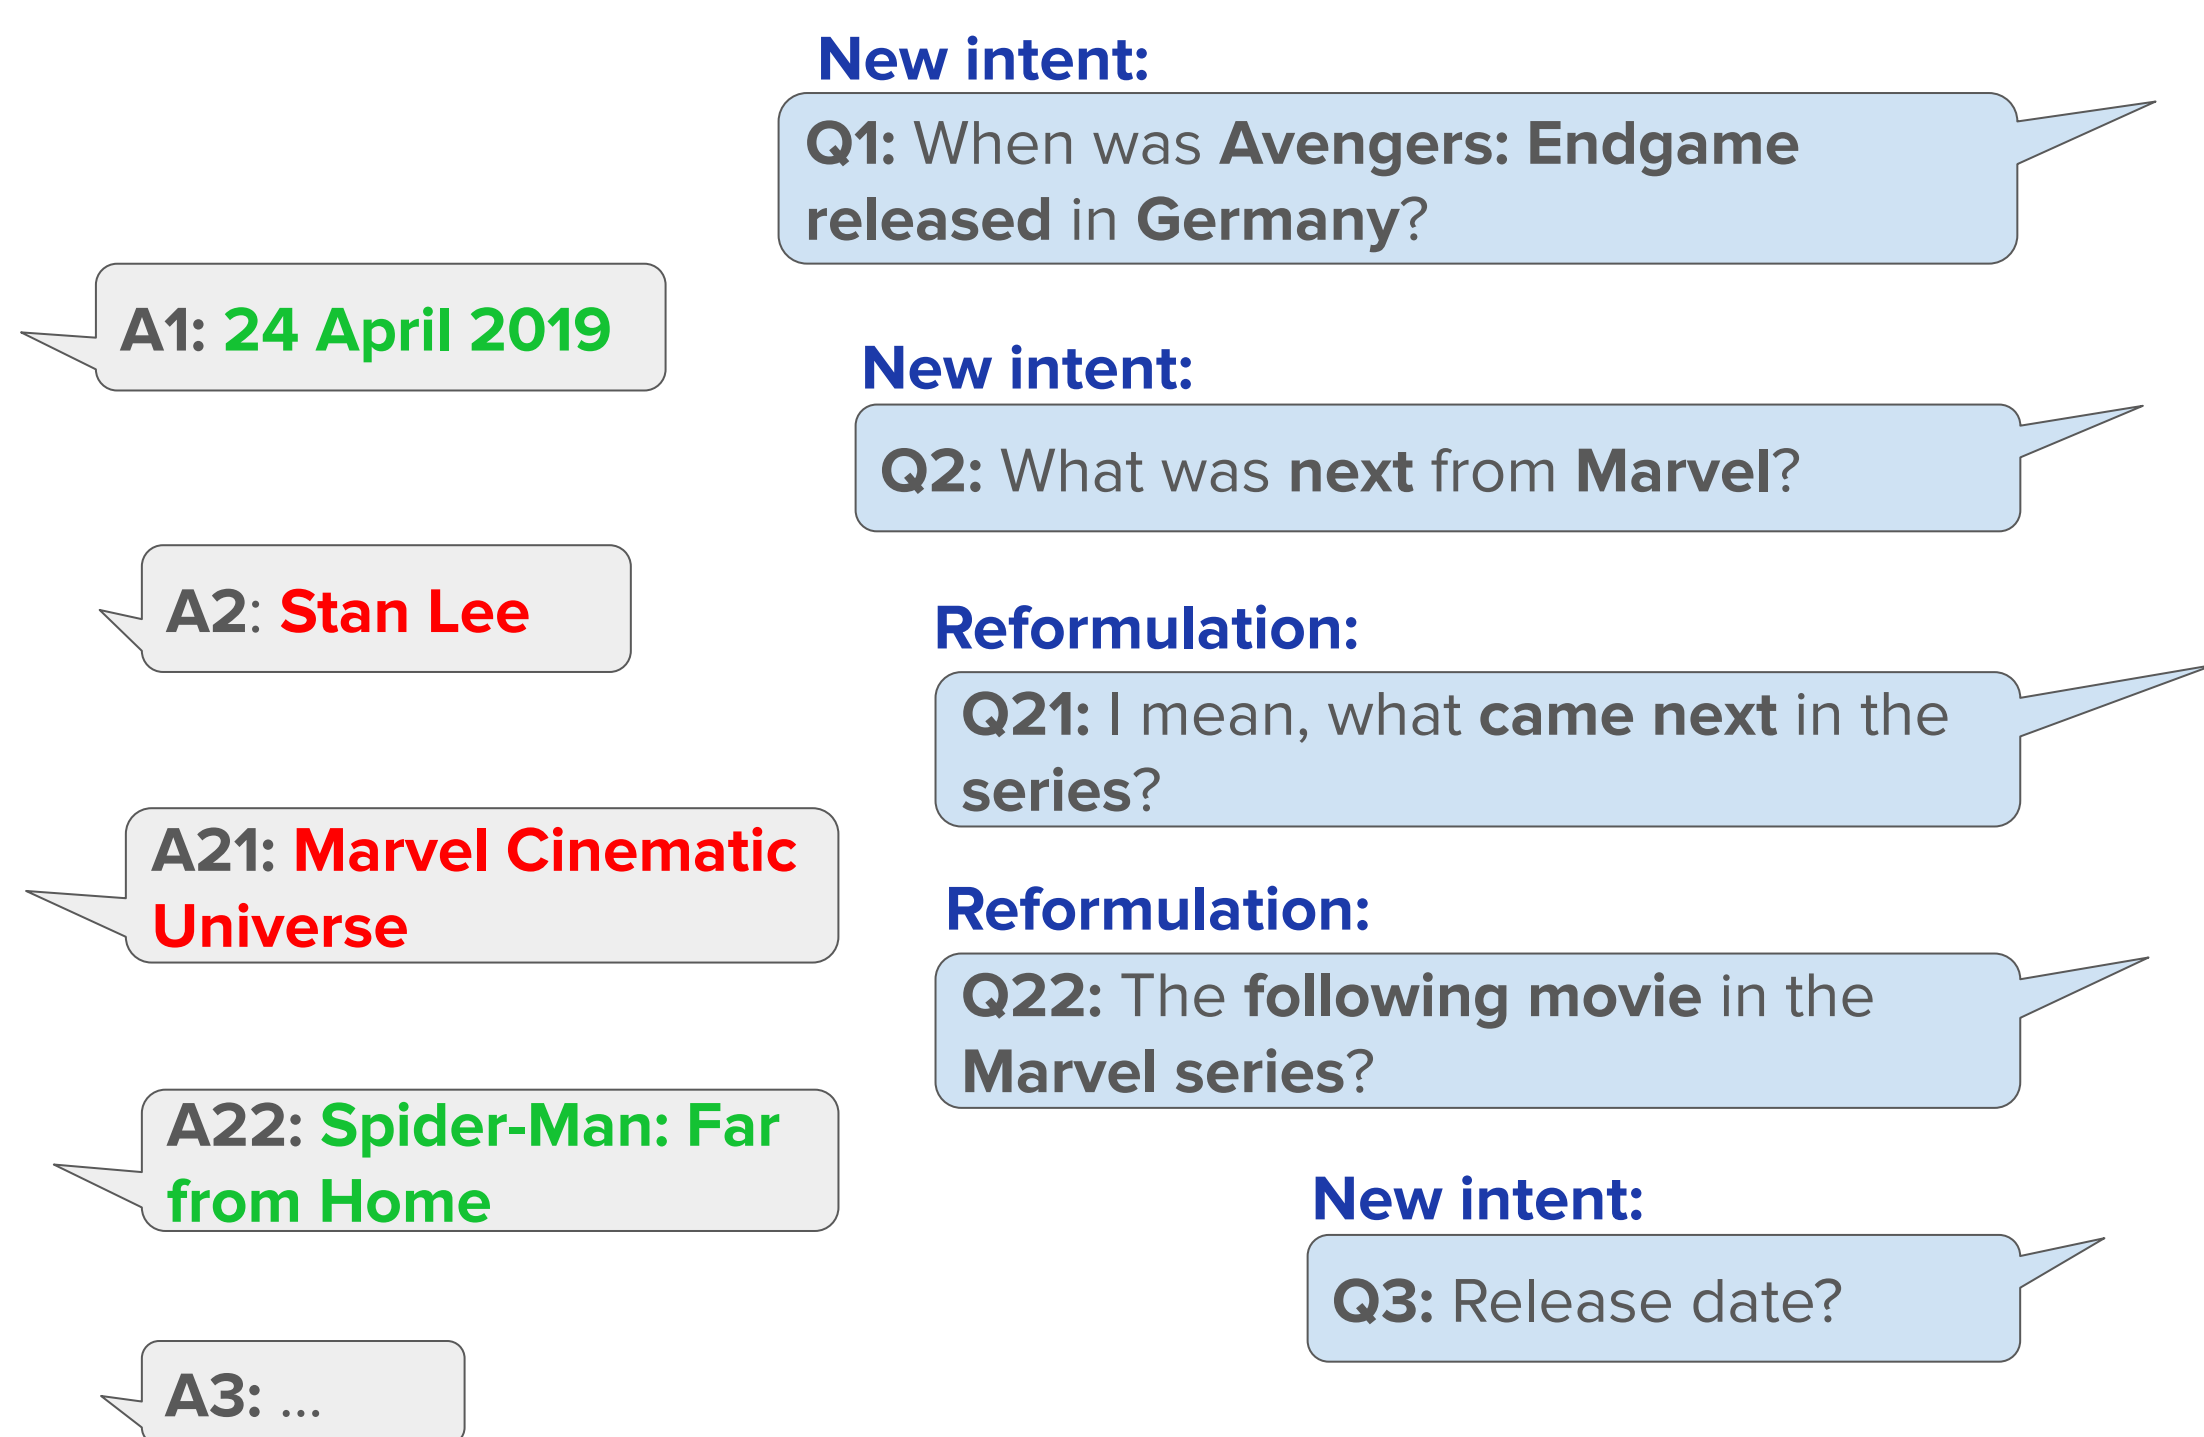 New intent:
Q1: When was Avengers: Endgame
released in Germany?
A1: 24 April 2019
New intent:
Q2: What was next from Marvel?
A2: Stan Lee
Reformulation:
Q21: I mean, what came next in the
series?
A21: Marvel Cinematic
Universe
Reformulation:
Q22: The following movie in the
Marvel series?
A22: Spider-Man: Far
from Home
New intent:
Q3: Release date?
A3: ...